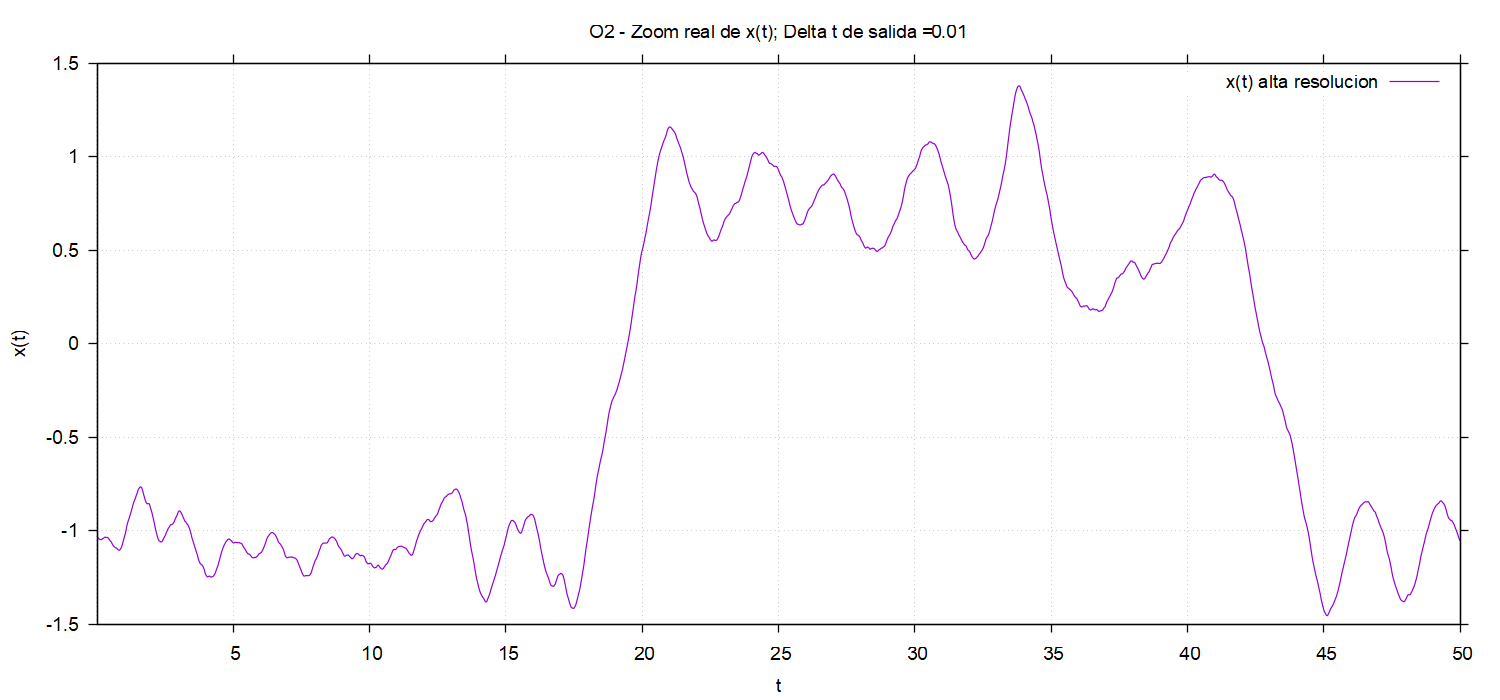 O2 - Zoom real de x(t); Delta t de salida =0.01
x(t) alta resolucion
1.5
1
0.5
0
-0.5
-1
-1.5
x(t)
5 10 15 20 25 30 35 40 45 50
t